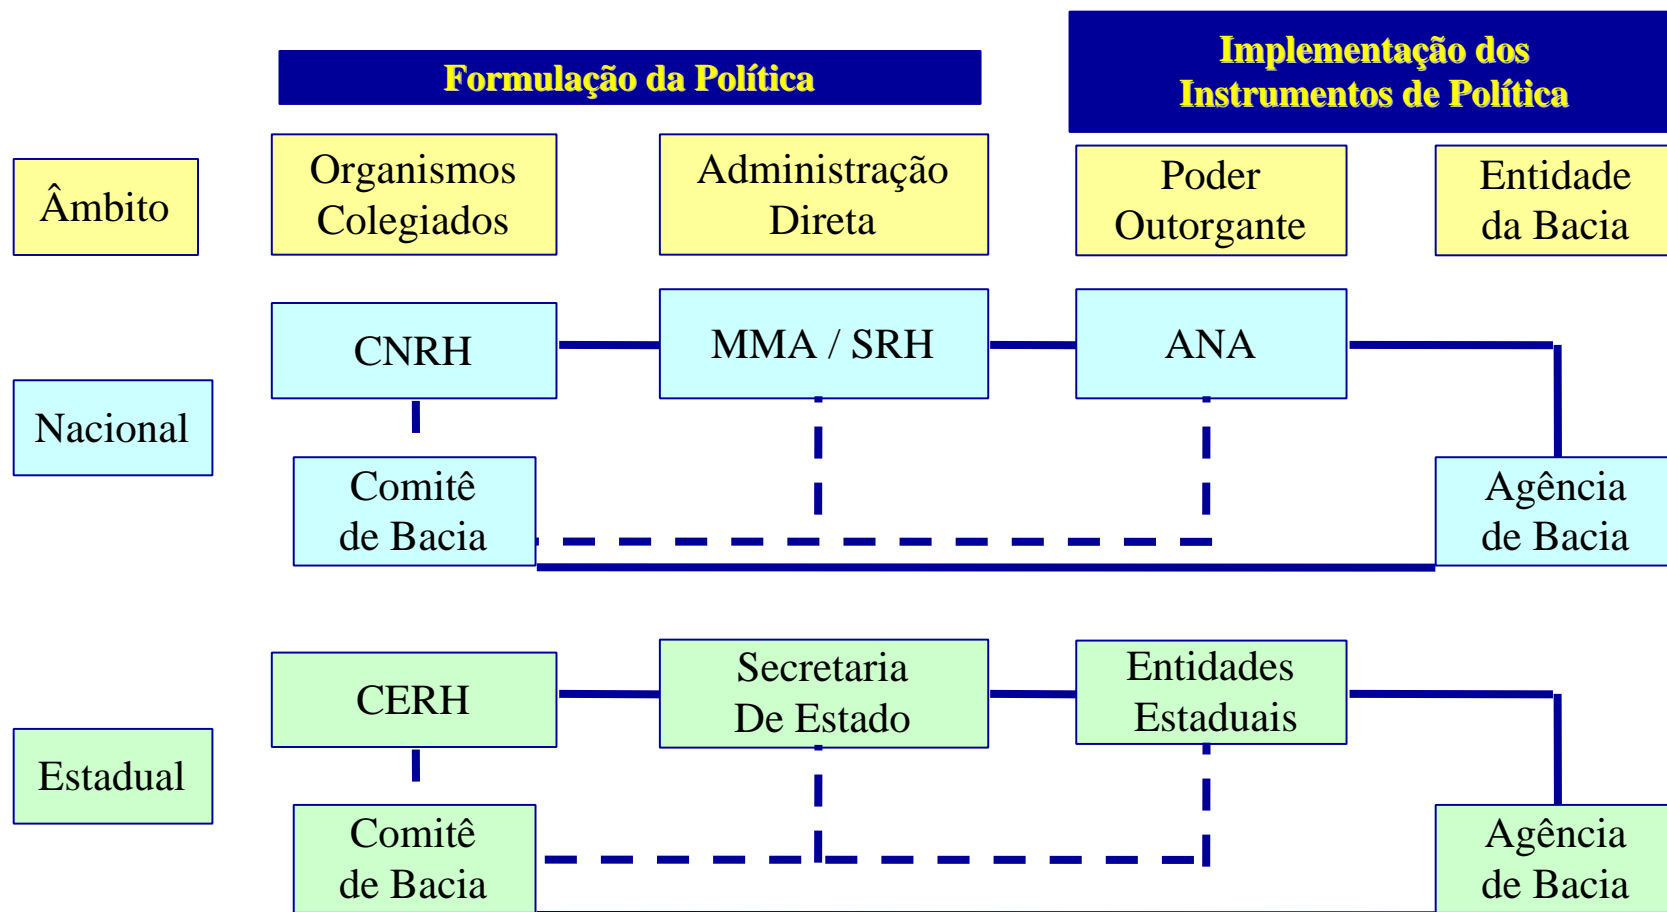 Formulação da Política
Implementação dos
Instrumentos de Política
Âmbito
Organismos
Colegiados
Administração
Direta
Poder
Outorgante
Entidade
da Bacia
Nacional
CNRH
MMA / SRH
ANA
Comitê
de Bacia
Agência
de Bacia
Estadual
CERH
Secretaria
De Estado
Entidades
Estaduais
Comitê
de Bacia
Agência
de Bacia